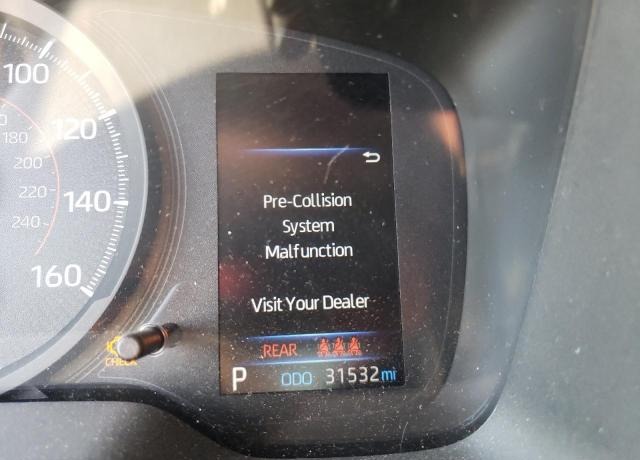 100
120
140
160
180
200
220
240
Pre-Collision
System
Malfunction
Visit Your Dealer
REAR
CHECK
P ODO 31532 mi